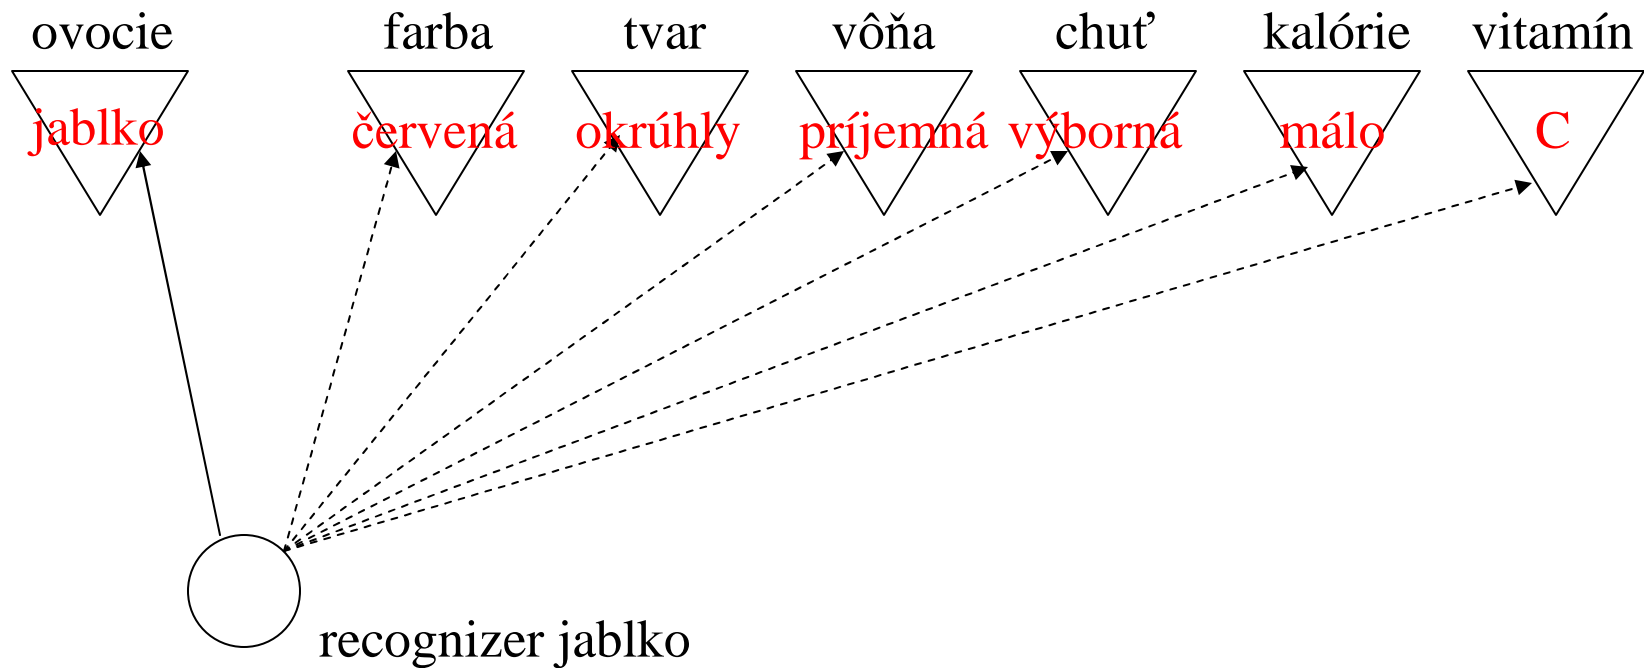 ovocie farba tvar vôňa chuť kalórie vitamín
jablko červená okrúhly príjemná výborná málo C
recognizer jablko